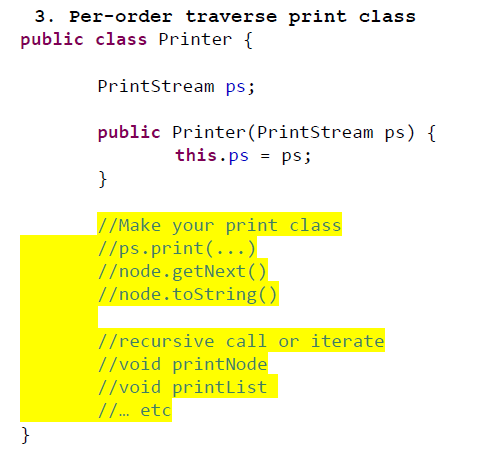 3. Per-order traverse print class
public class Printer {
PrintStream ps;
public Printer(PrintStream ps) {
this.ps = ps;
}
//Make your print class
//ps.print(...)
//node.getNext()
//node.toString()
//recursive call or iterate
//void printNode
//void printList
//… etc
}